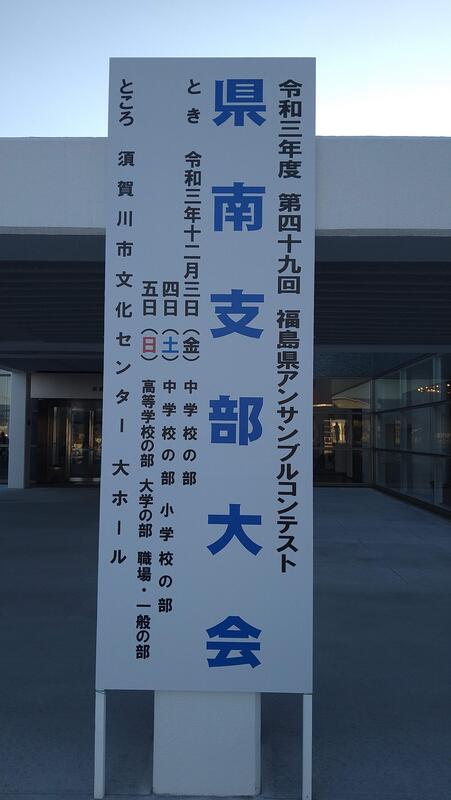 令和三年度 第四十九回 福島県アンサンブルコンテスト
県南支部大会
とき 令和三年十二月三日(金) 中学校の部
四日(土) 中学校の部 小学校の部
五日(日) 高等学校の部 大学の部 職場・一般の部
ところ 須賀川市文化センター 大ホール